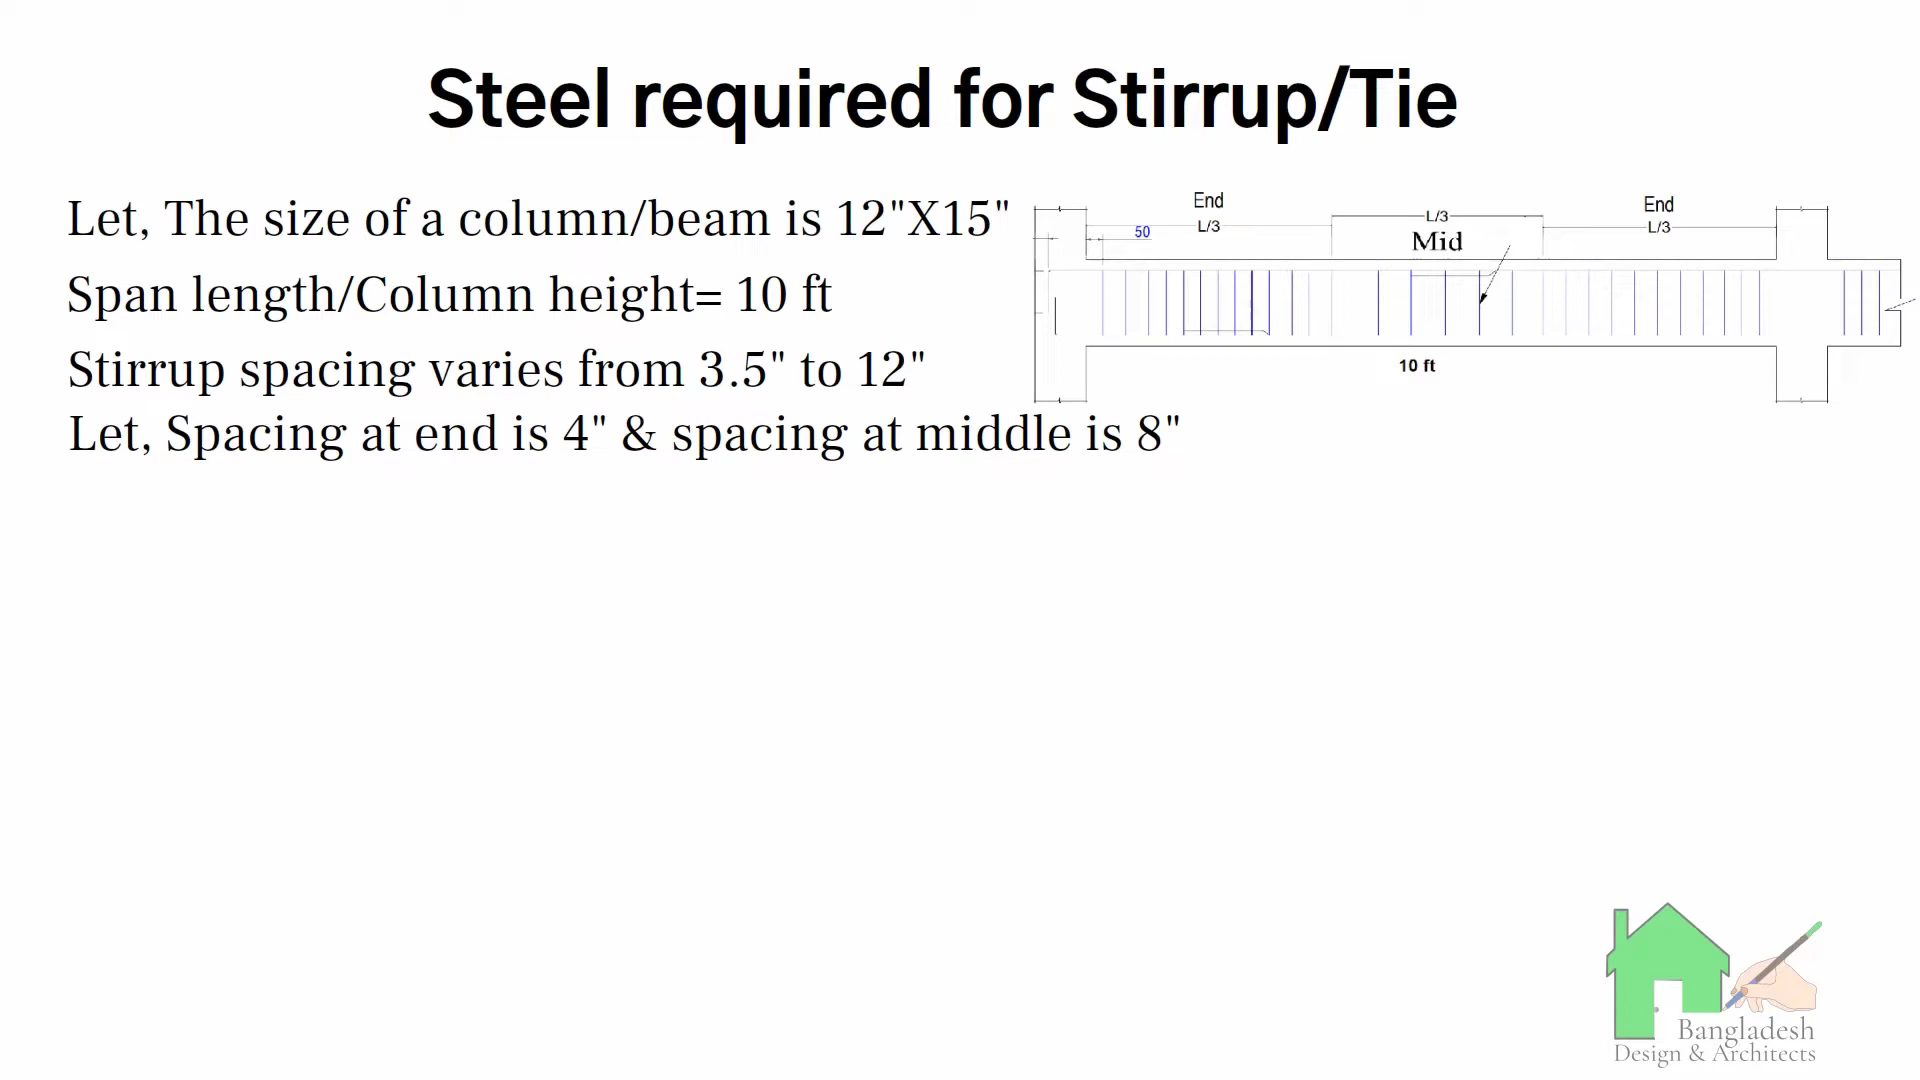 Steel required for Stirrup/Tie
Let, The size of a column/beam is 12"X15"
Span length/Column height= 10 ft
Stirrup spacing varies from 3.5" to 12"
Let, Spacing at end is 4" & spacing at middle is 8"
End
L/3
50
L/3
Mid
End
L/3
10 ft
Bangladesh
Design & Architects